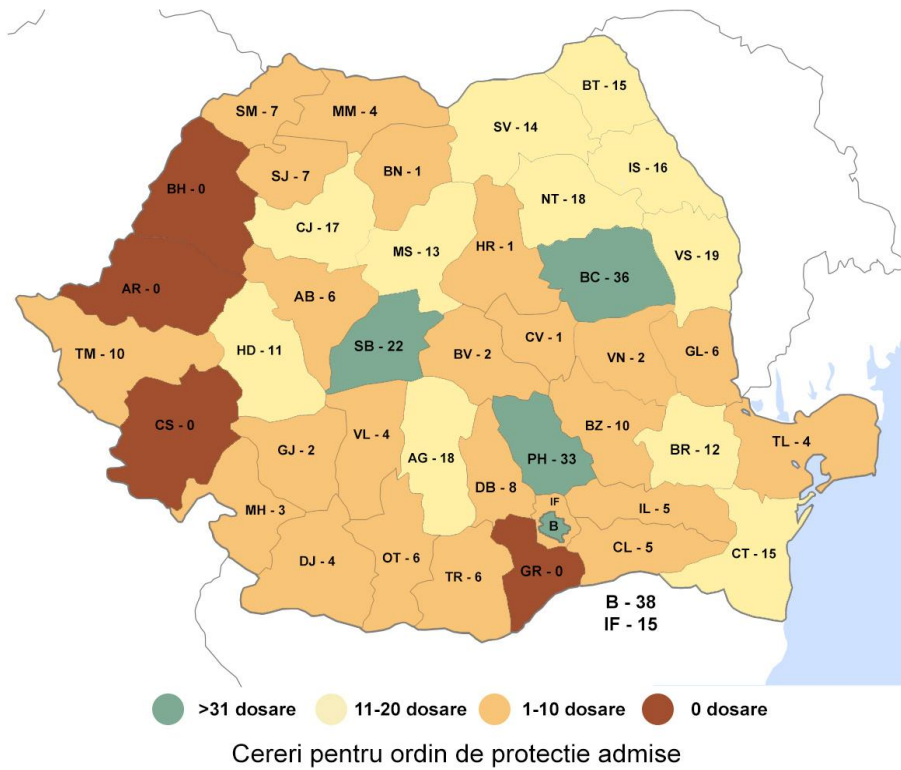 BT - 15
SM - 7
MM - 4
SV - 14
IS - 16
BN - 1
SJ - 7
BH - 0
NT - 18
CJ - 17
MS - 13
HR - 1
VS - 19
BC - 36
AR - 0
AB - 6
SB - 22
HD - 11
TM - 10
BV - 2
CV - 1
VN - 2
GL- 6
CS - 0
GJ - 2
VL - 4
AG - 18
PH - 33
BZ - 10
BR - 12
TL - 4
DB - 8
IF
B
IL - 5
MH - 3
DJ - 4
OT - 6
TR - 6
GR - 0
CL - 5
CT - 15
B - 38
IF - 15
>31 dosare
11-20 dosare
1-10 dosare
0 dosare
Cereri pentru ordin de protectie admise